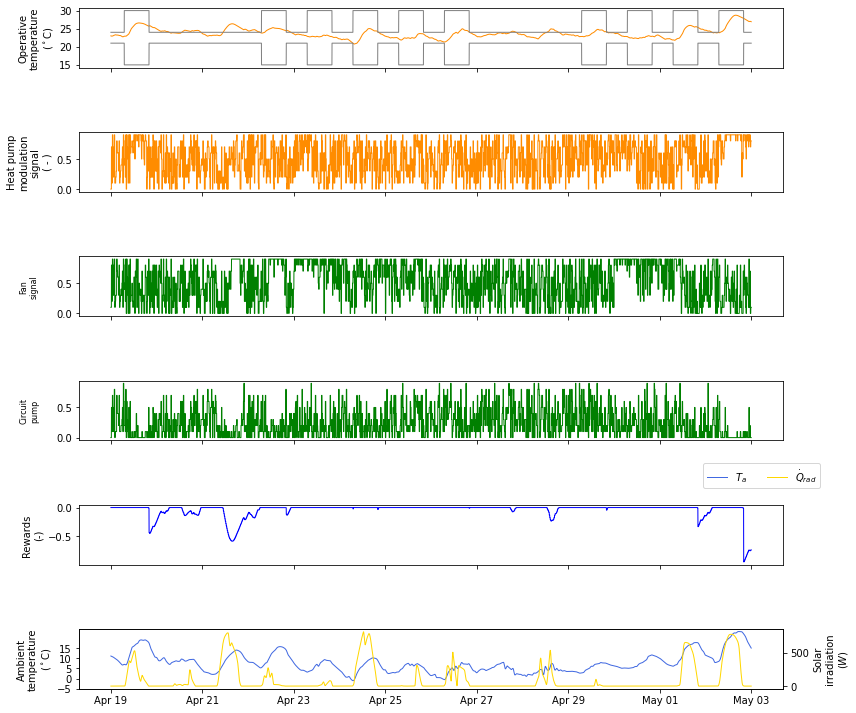 Operative
temperature
(°C)
30
25
20
15
Heat pump
modulation
signal
( - )
0.5
0.0
Fan
signal
0.5
0.0
Circuit
pump
0.5
0.0
T_a
Q̇_rad
Rewards
(-)
0.0
−0.5
Ambient
temperature
(°C)
15
10
5
0
−5
500
0
Solar
irradiation
(W)
Apr 19 Apr 21 Apr 23 Apr 25 Apr 27 Apr 29 May 01 May 03